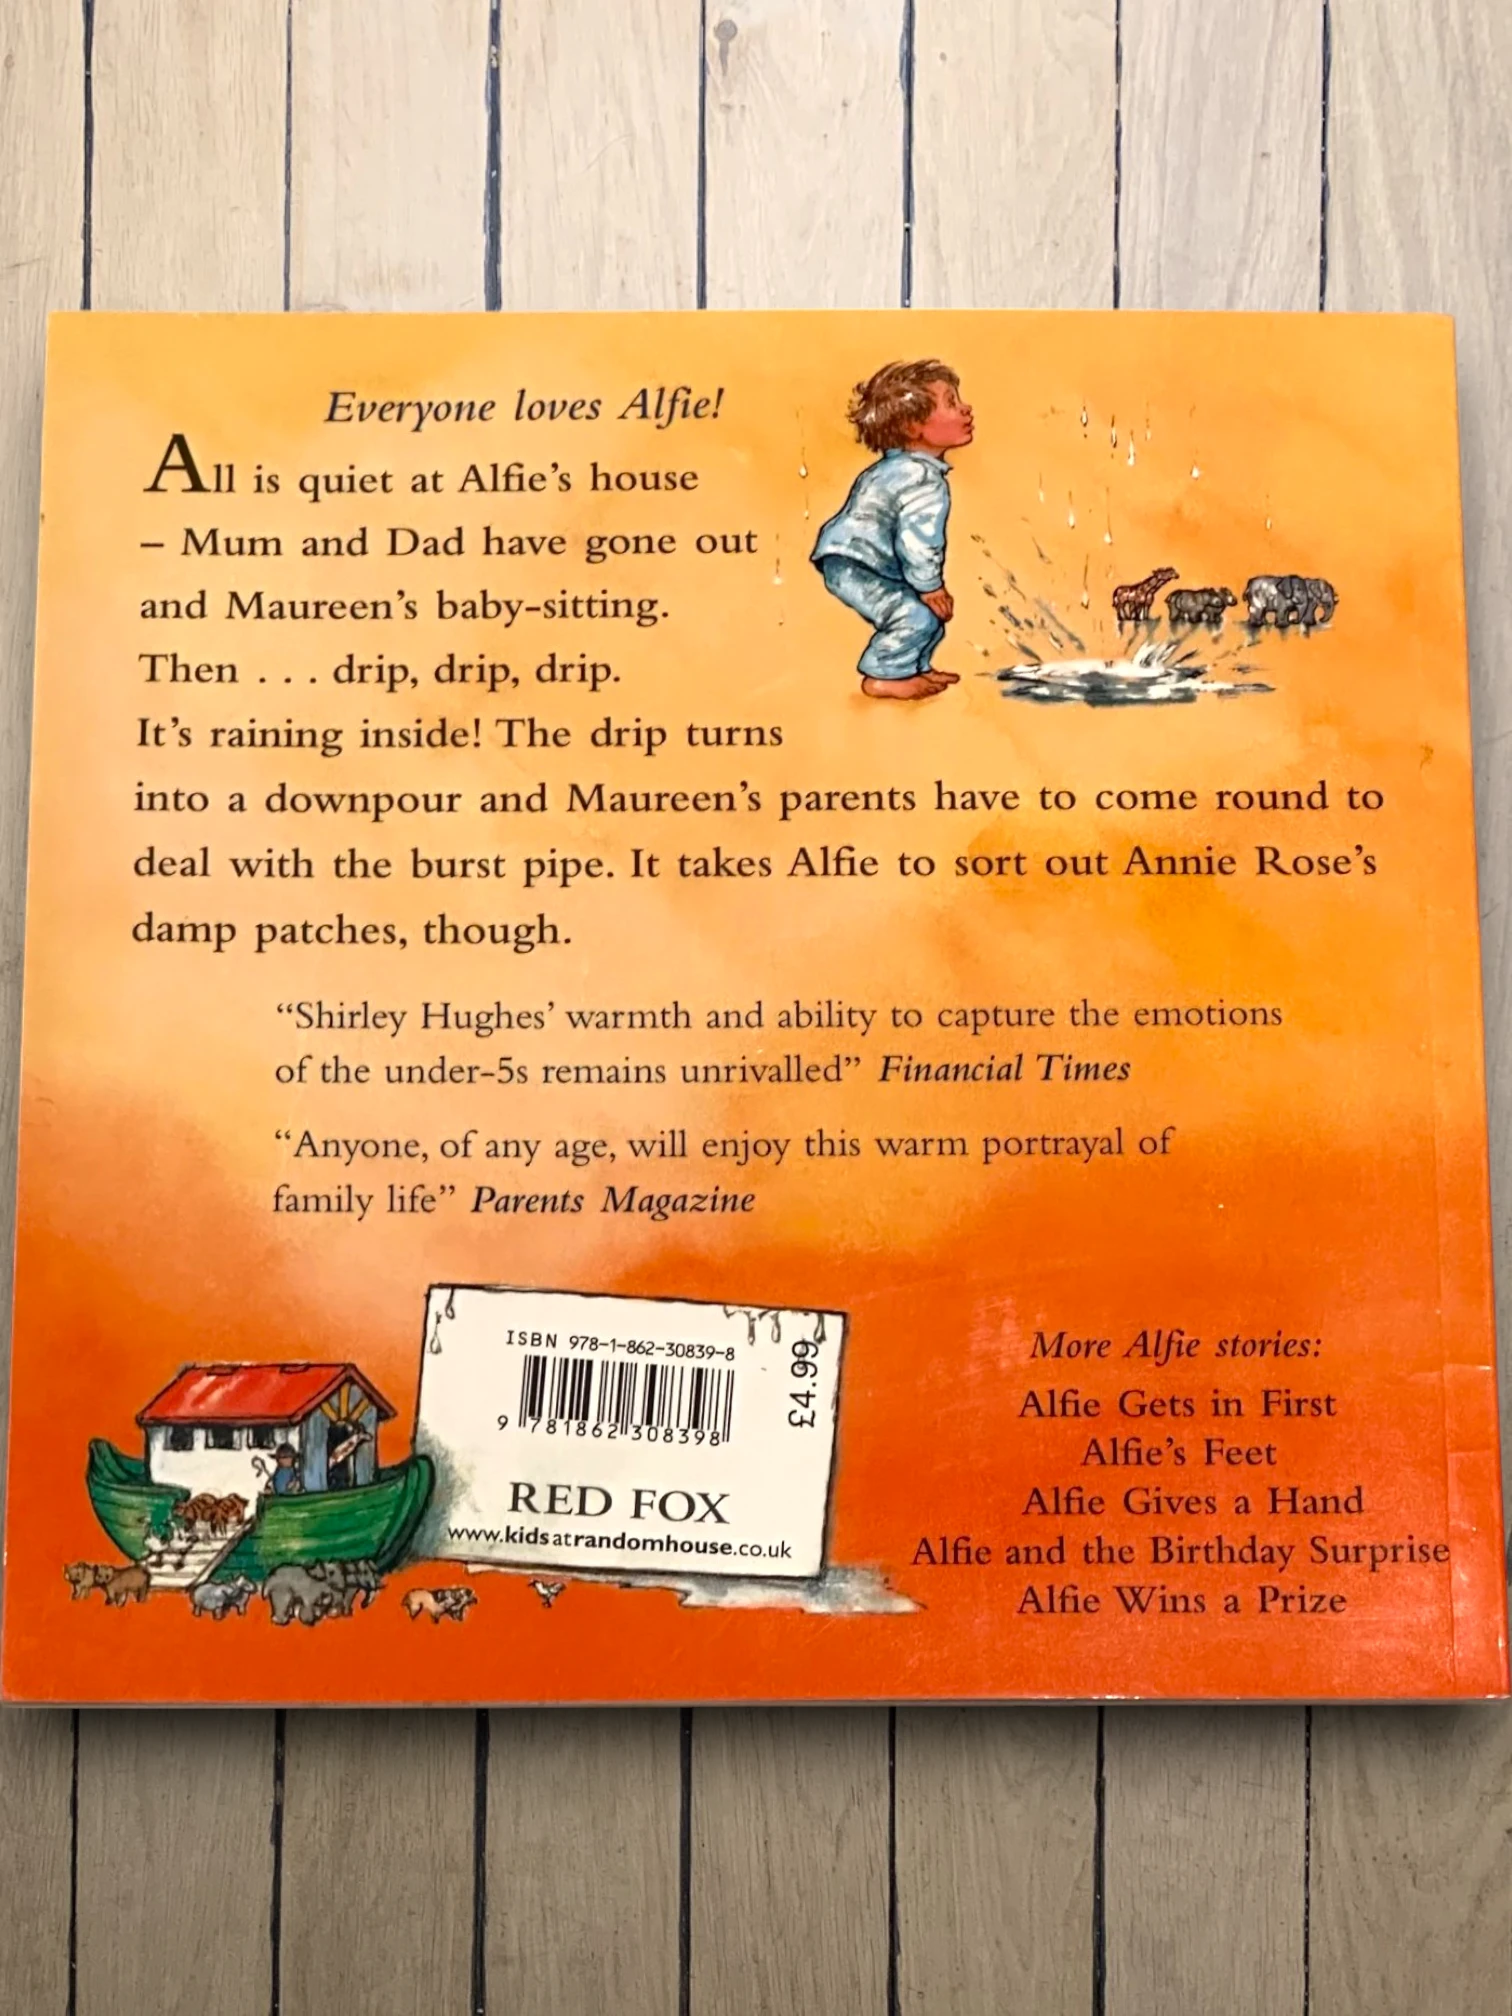 Everyone loves Alfie!
All is quiet at Alfie's house
– Mum and Dad have gone out
and Maureen's baby-sitting.
Then . . . drip, drip, drip.
It's raining inside! The drip turns
into a downpour and Maureen's parents have to come round to
deal with the burst pipe. It takes Alfie to sort out Annie Rose's
damp patches, though.
“Shirley Hughes' warmth and ability to capture the emotions
of the under-5s remains unrivalled” Financial Times
“Anyone, of any age, will enjoy this warm portrayal of
family life” Parents Magazine
ISBN 978-1-862-30839-8
£4.99
9 781862 308398
RED FOX
www.kidsatrandomhouse.co.uk
More Alfie stories:
Alfie Gets in First
Alfie's Feet
Alfie Gives a Hand
Alfie and the Birthday Surprise
Alfie Wins a Prize